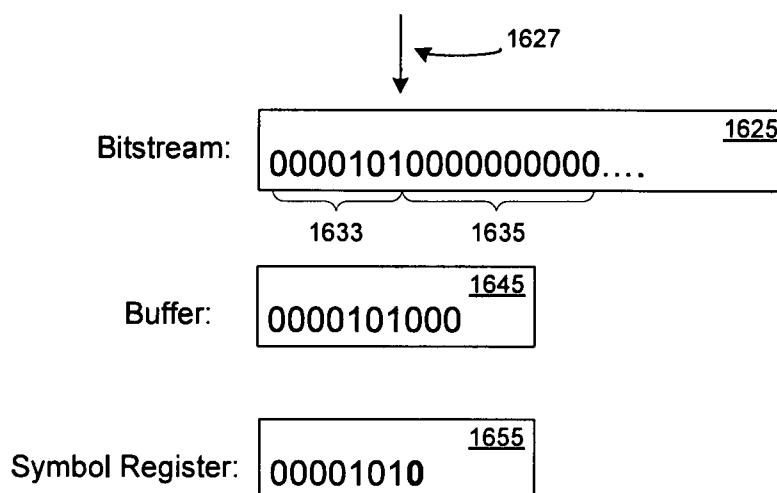 1627
1625
Bitstream: 00001010000000000....
1633 1635
1645
Buffer: 0000101000
1655
Symbol Register: 00001010